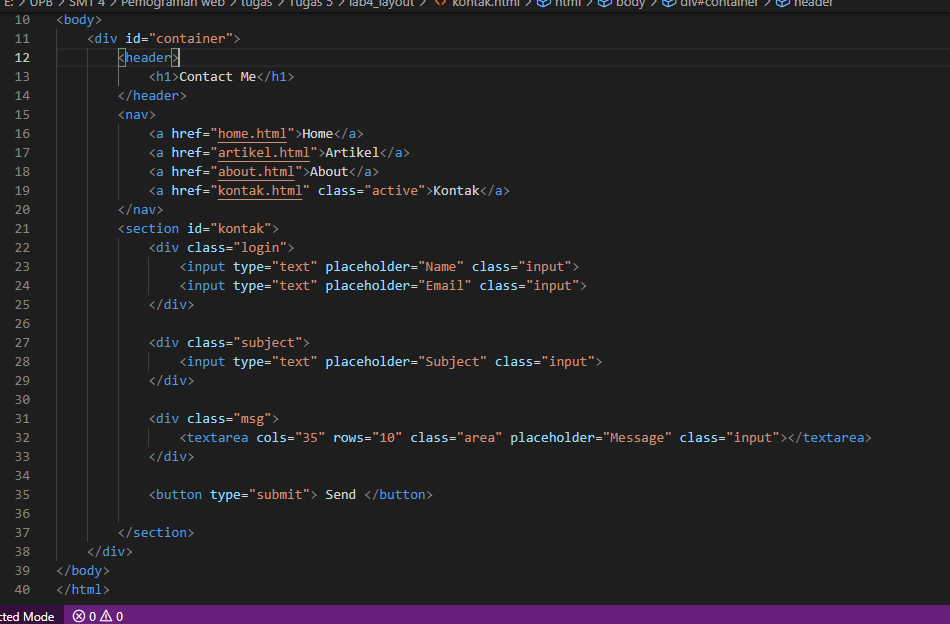 E: > UPB > SMT 4 > Pemograman web > tugas > Tugas 5 > lab4_layout > <> kontak.html > html > body > div#container > header
10 <body>
11 <div id="container">
12 <header>
13 <h1>Contact Me</h1>
14 </header>
15 <nav>
16 <a href="home.html">Home</a>
17 <a href="artikel.html">Artikel</a>
18 <a href="about.html">About</a>
19 <a href="kontak.html" class="active">Kontak</a>
20 </nav>
21 <section id="kontak">
22 <div class="login">
23 <input type="text" placeholder="Name" class="input">
24 <input type="text" placeholder="Email" class="input">
25 </div>
26
27 <div class="subject">
28 <input type="text" placeholder="Subject" class="input">
29 </div>
30
31 <div class="msg">
32 <textarea cols="35" rows="10" class="area" placeholder="Message" class="input"></textarea>
33 </div>
34
35 <button type="submit"> Send </button>
36
37 </section>
38 </div>
39 </body>
40 </html>
cted Mode 0 0